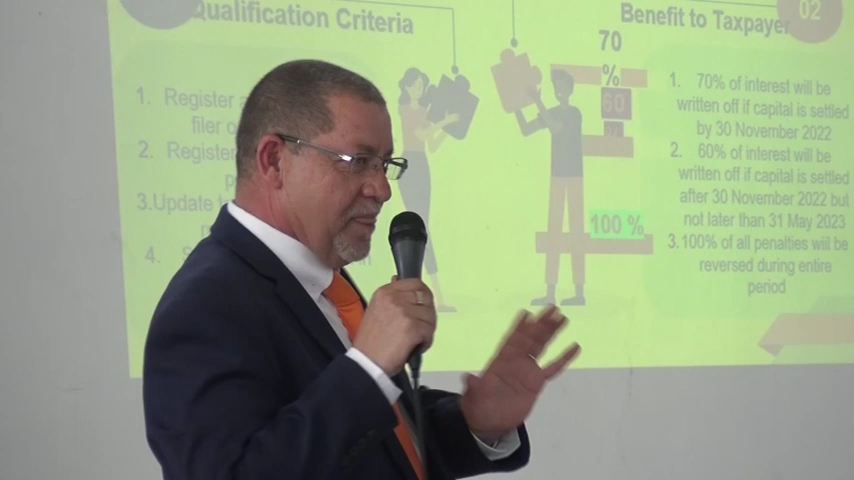 Qualification Criteria
1. Register
filer
2. Register
3.Update
4.
Benefit to Taxpayer
02
70
%
60
100 %
1. 70% of interest will be
written off if capital is settled
by 30 November 2022
2. 60% of interest will be
written off if capital is settled
after 30 November 2022 but
not later than 31 May 2023
3.100% of all penalties will be
reversed during entire
period